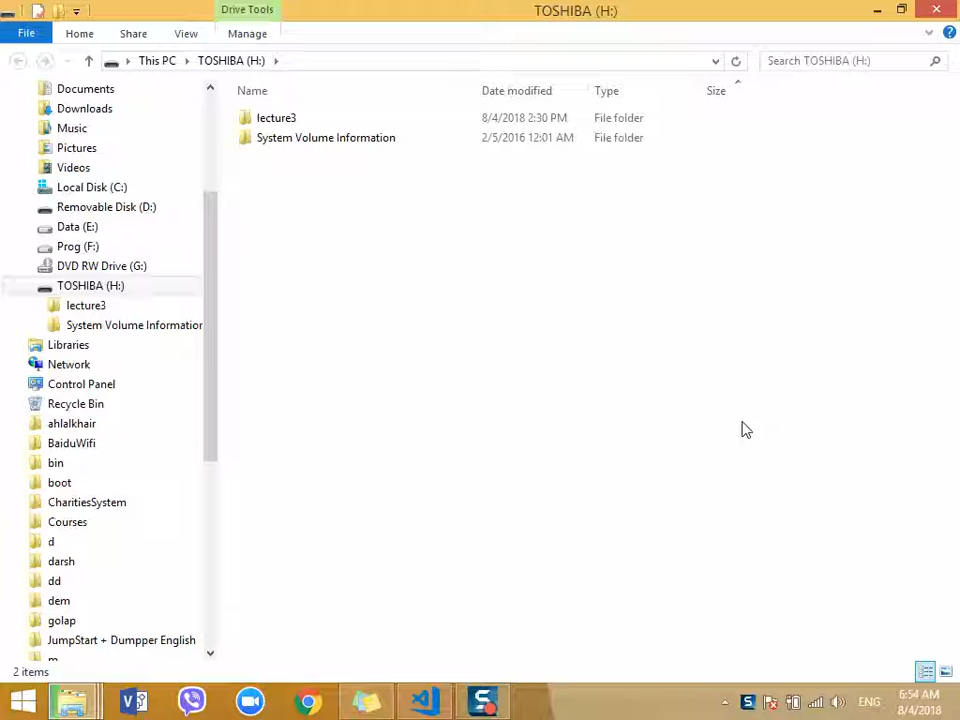 Drive Tools
TOSHIBA (H:)
File
Home
Share
View
Manage
This PC
TOSHIBA (H:)
Search TOSHIBA (H:)
Name
Date modified
Type
Size
lecture3
8/4/2018 2:30 PM
File folder
System Volume Information
2/5/2016 12:01 AM
File folder
Documents
Downloads
Music
Pictures
Videos
Local Disk (C:)
Removable Disk (D:)
Data (E:)
Prog (F:)
DVD RW Drive (G:)
TOSHIBA (H:)
lecture3
System Volume Information
Libraries
Network
Control Panel
Recycle Bin
ahlalkhair
BaiduWifi
bin
boot
CharitiesSystem
Courses
d
darsh
dd
dem
golap
JumpStart + Dumpper English
2 items
ENG
6:54 AM
8/4/2018